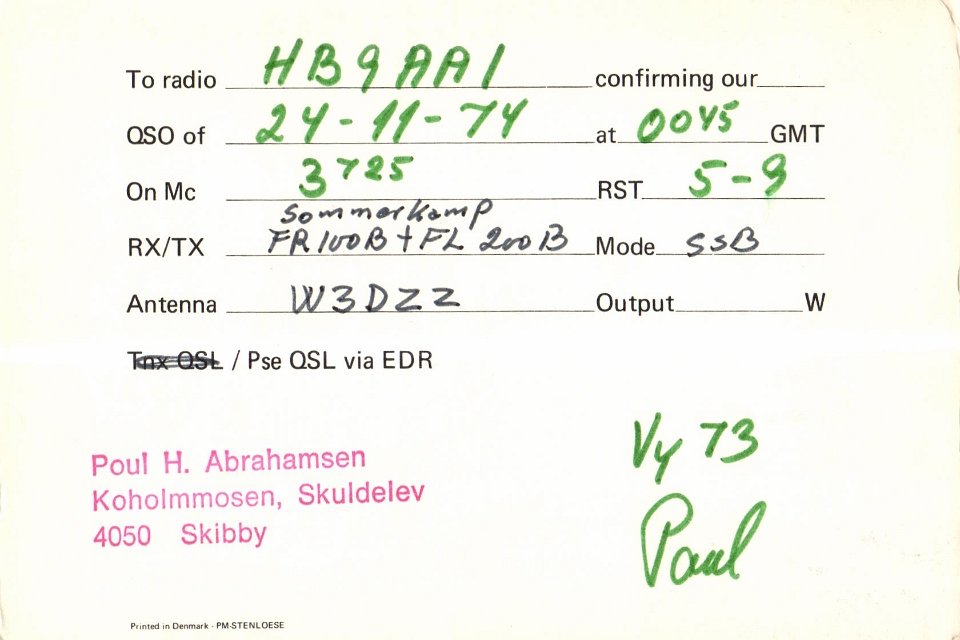 To radio HB9AA1 confirming our
QSO of 24-11-74 at 0045 GMT
On Mc 3725 RST 5-9
Sommerkamp
RX/TX FR100B + FL 200B Mode SSB
Antenna W3DZZ Output W
Tnx QSL / Pse QSL via EDR
Vy 73
Poul H. Abrahamsen
Koholmmosen, Skuldelev
4050 Skibby
Paul
Printed in Denmark - PM-STENLOESE